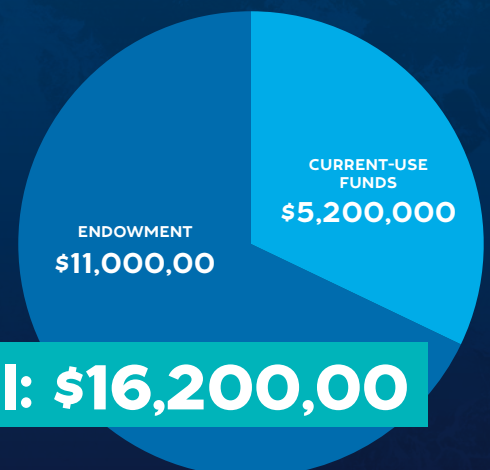 CURRENT-USE
FUNDS
$5,200,000
ENDOWMENT
$11,000,00
l: $16,200,00